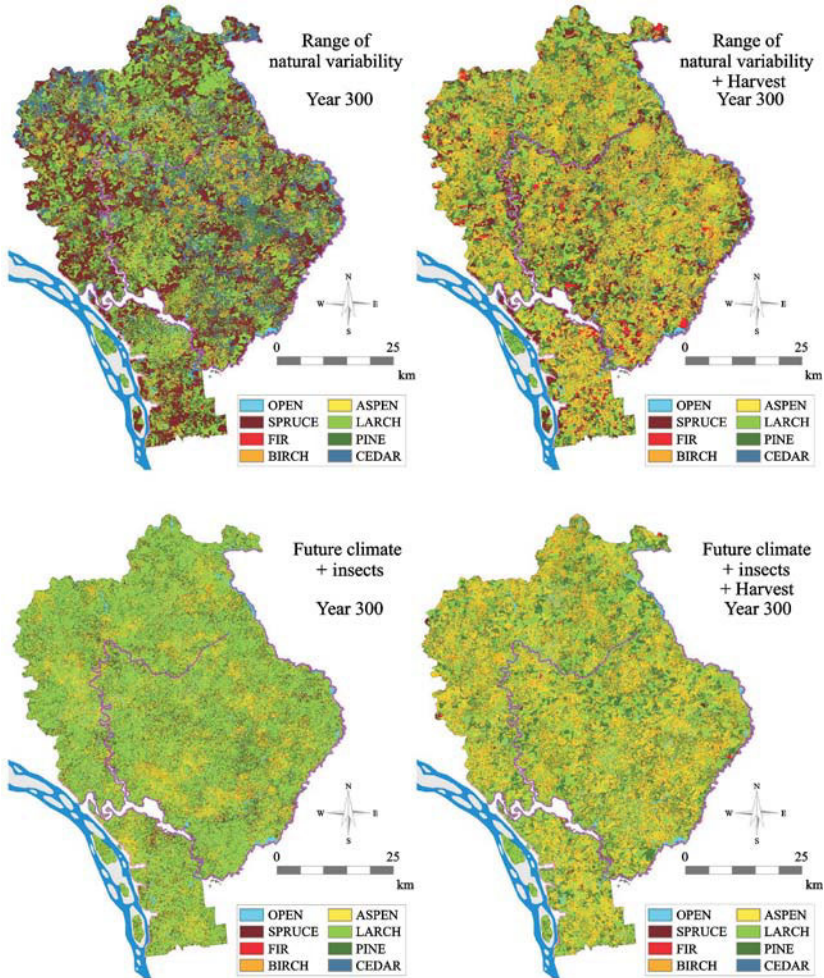 Range of
natural variability
Year 300
N
W E
S
0 25
km
OPEN ASPEN
SPRUCE LARCH
FIR PINE
BIRCH CEDAR
Range of
natural variability
+ Harvest
Year 300
N
W E
S
0 25
km
OPEN ASPEN
SPRUCE LARCH
FIR PINE
BIRCH CEDAR
Future climate
+ insects
Year 300
N
W E
S
0 25
km
OPEN ASPEN
SPRUCE LARCH
FIR PINE
BIRCH CEDAR
Future climate
+ insects
+ Harvest
Year 300
N
W E
S
0 25
km
OPEN ASPEN
SPRUCE LARCH
FIR PINE
BIRCH CEDAR